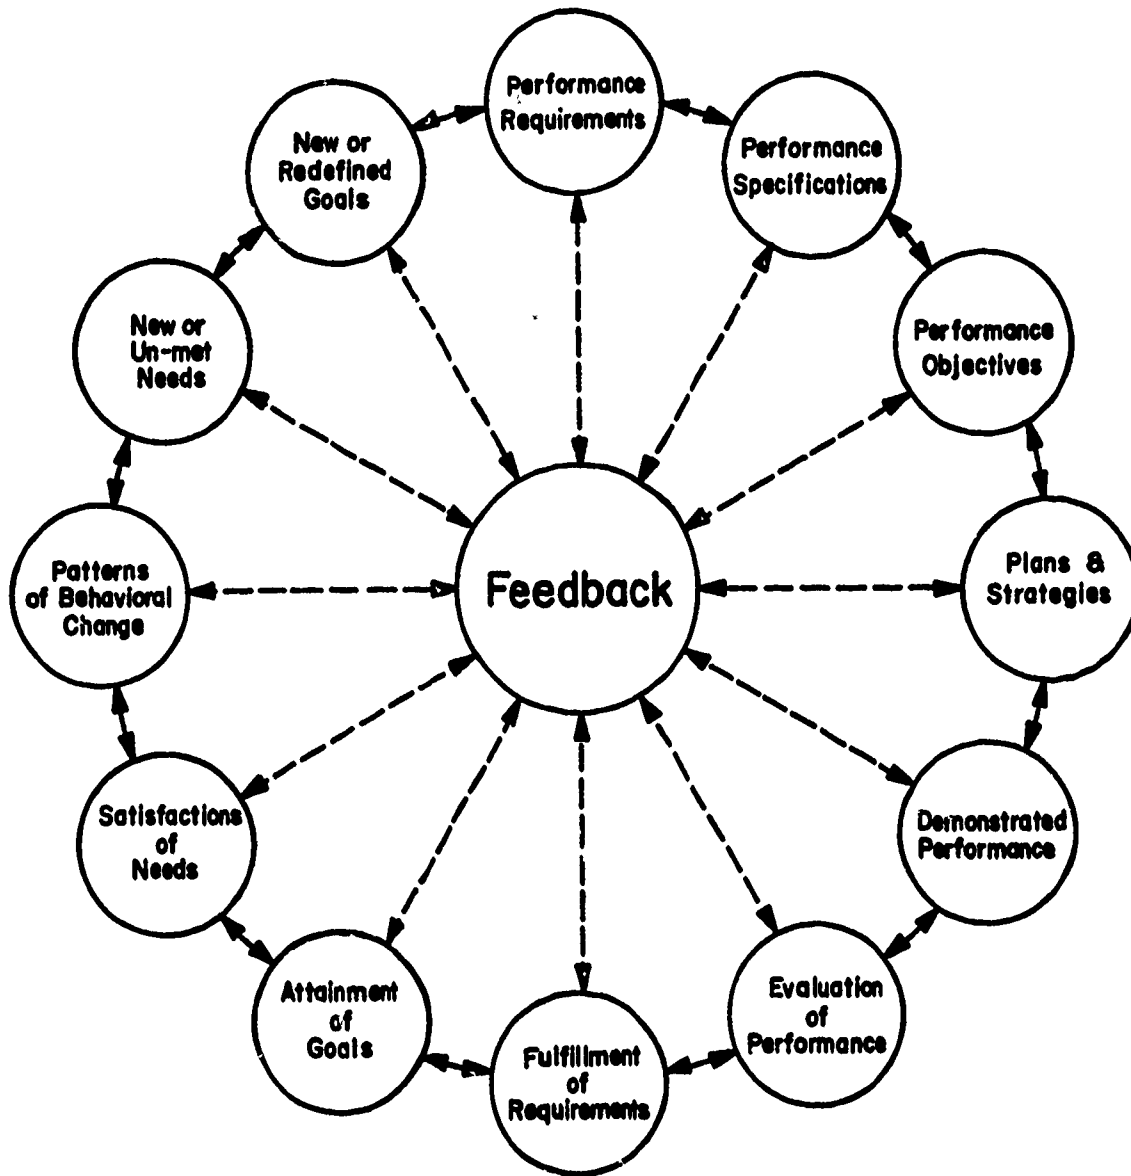 Performance
Requirements
Performance
Specifications
Performance
Objectives
Plans &
Strategies
Demonstrated
Performance
Evaluation
of
Performance
Fulfillment
of
Requirements
Attainment
of
Goals
Satisfactions
of
Needs
Patterns
of Behavioral
Change
New or
Un-met
Needs
New or
Redefined
Goals
Feedback